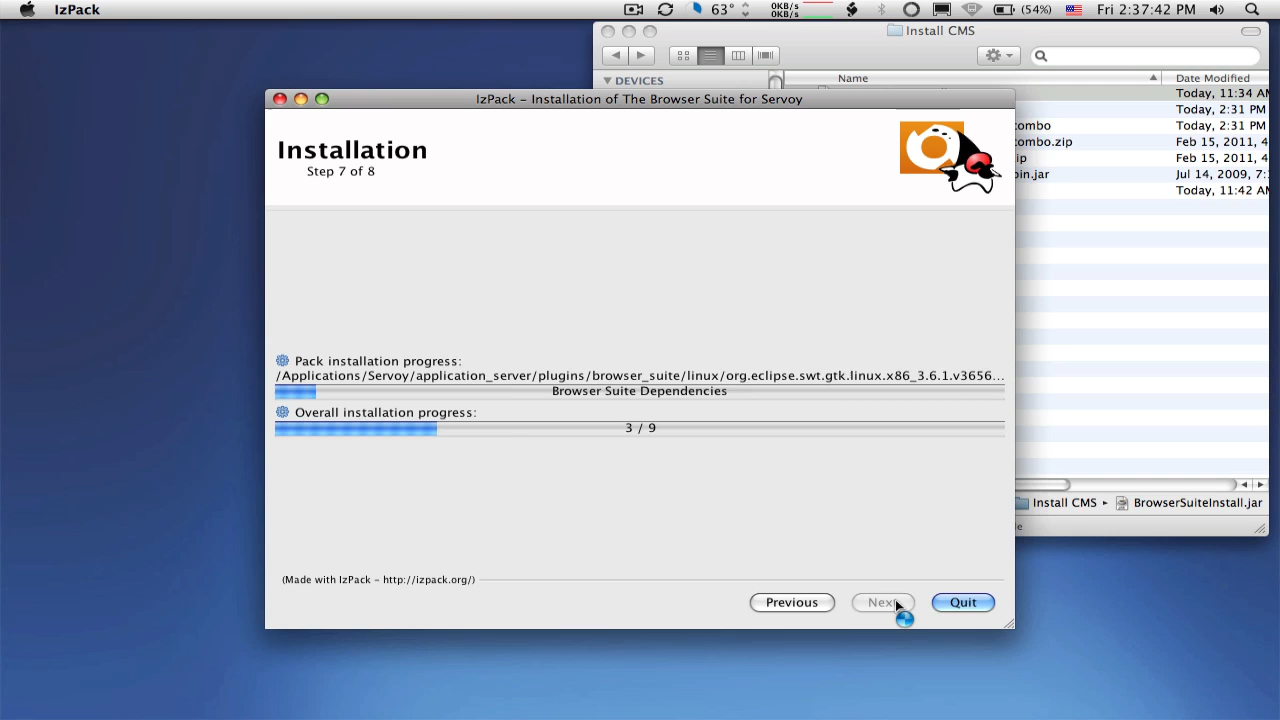 IzPack 63° 0KB/s 0KB/s (54%) Fri 2:37:42 PM
Install CMS
DEVICES Name Date Modified
IzPack – Installation of The Browser Suite for Servoy
Today, 11:34 AM
Today, 2:31 PM
combo Today, 2:31 PM
combo.zip Feb 15, 2011, 4
ip Feb 15, 2011, 4
bin.jar Jul 14, 2009, 7:
Today, 11:42 AM
Installation
Step 7 of 8
Pack installation progress:
/Applications/Servoy/application_server/plugins/browser_suite/linux/org.eclipse.swt.gtk.linux.x86_3.6.1.v3656...
Browser Suite Dependencies
Overall installation progress:
3 / 9
Install CMS ▸ BrowserSuiteInstall.jar
e
(Made with IzPack – http://izpack.org/)
Previous Next Quit